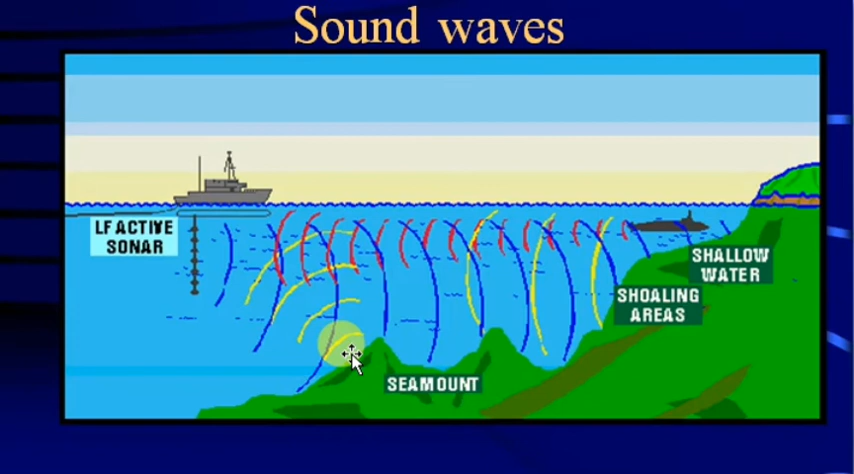 Sound waves
LF ACTIVE
SONAR
SHALLOW
WATER
SHOALING
AREAS
SEAMOUNT